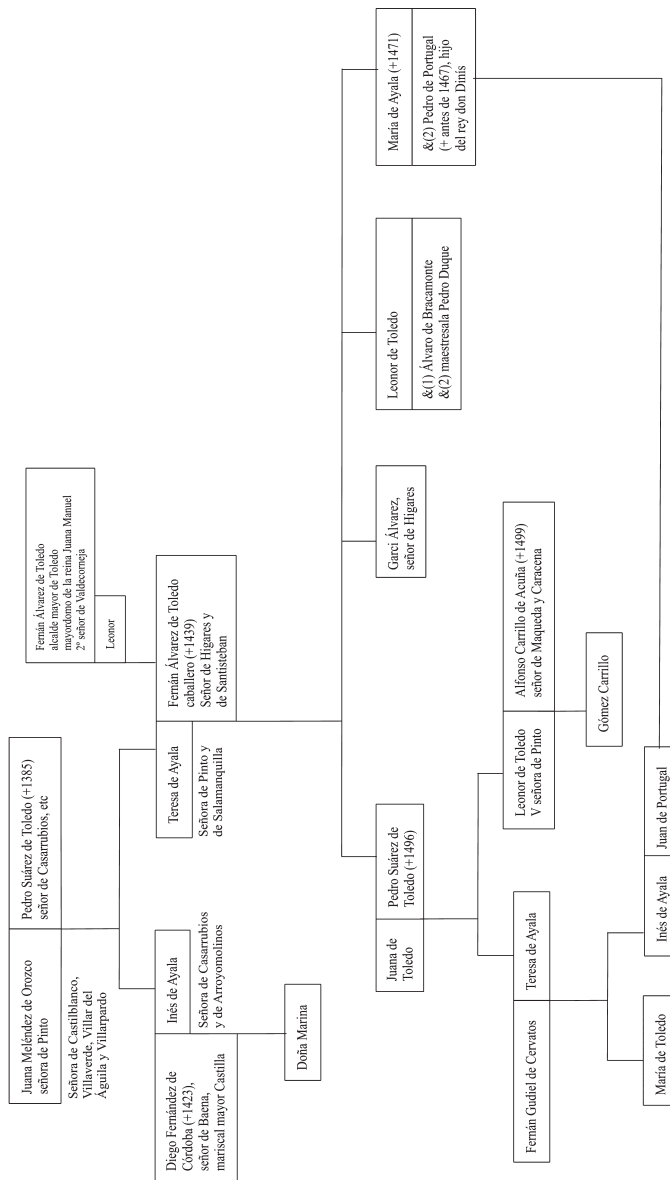 Juana Meléndez de Orozco
señora de Pinto
Pedro Suárez de Toledo (+1385)
señor de Casarrubios, etc
Señora de Castilblanco,
Villaverde, Villar del
Águila y Villarpardo
Fernán Álvarez de Toledo
alcalde mayor de Toledo
mayordomo de la reina Juana Manuel
2º señor de Valdecorneja
Leonor
Diego Fernández de
Córdoba (+1423),
señor de Baena,
mariscal mayor Castilla
Inés de Ayala
Señora de Casarrubios
y de Arroyomolinos
Teresa de Ayala
Señora de Pinto y
de Salamanquilla
Fernán Álvarez de Toledo
caballero (+1439)
Señor de Higares y
de Santisteban
Doña Marina
Juana de
Toledo
Pedro Suárez de
Toledo (+1496)
Garci Álvarez,
señor de Higares
Leonor de Toledo
&(1) Álvaro de Bracamonte
&(2) maestresala Pedro Duque
María de Ayala (+1471)
&(2) Pedro de Portugal
(+ antes de 1467), hijo
del rey don Dinís
Fernán Gudiel de Cervatos
Teresa de Ayala
Leonor de Toledo
V señora de Pinto
Alfonso Carrillo de Acuña (+1499)
señor de Maqueda y Caracena
Gómez Carrillo
María de Toledo
Inés de Ayala
Juan de Portugal